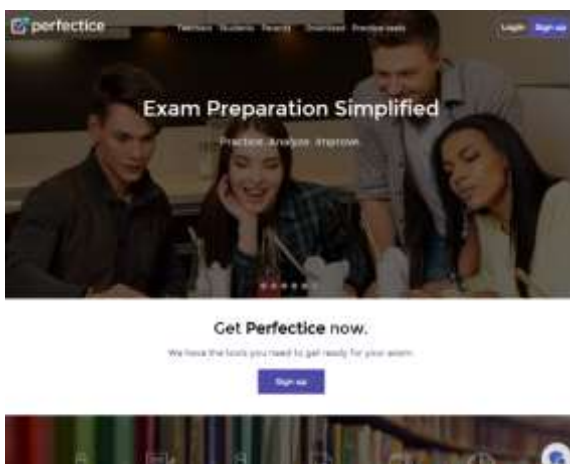 perfectice
Teachers Students Parents Download Practice tests
Login Sign up
Exam Preparation Simplified
Practice. Analyze. Improve.
Get Perfectice now.
We have the tools you need to get ready for your exam
Sign up